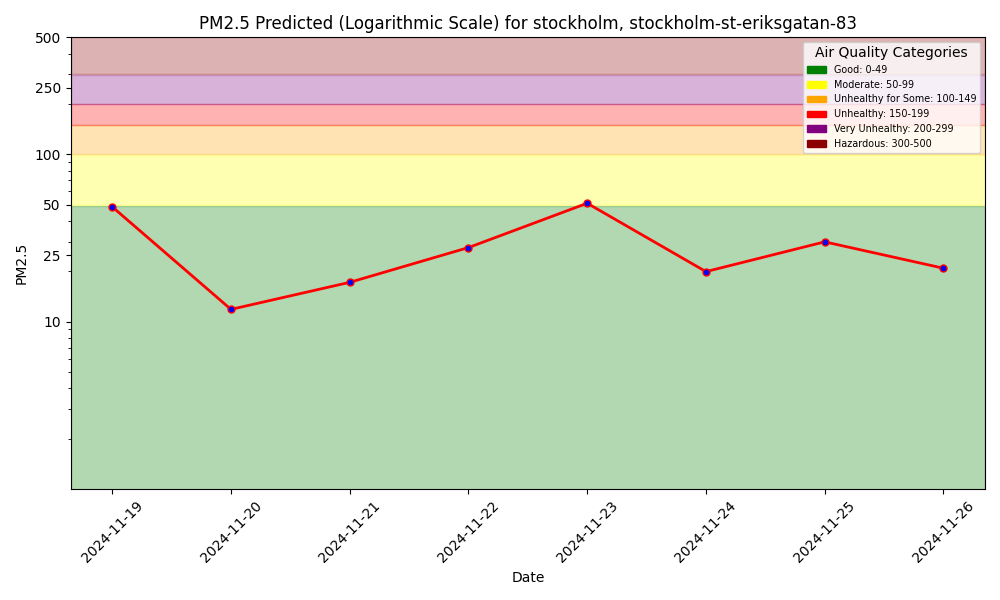 PM2.5 Predicted (Logarithmic Scale) for stockholm, stockholm-st-eriksgatan-83
Air Quality Categories
Good: 0-49
Moderate: 50-99
Unhealthy for Some: 100-149
Unhealthy: 150-199
Very Unhealthy: 200-299
Hazardous: 300-500
500
250
100
50
25
10
PM2.5
2024-11-19
2024-11-20
2024-11-21
2024-11-22
2024-11-23
2024-11-24
2024-11-25
2024-11-26
Date